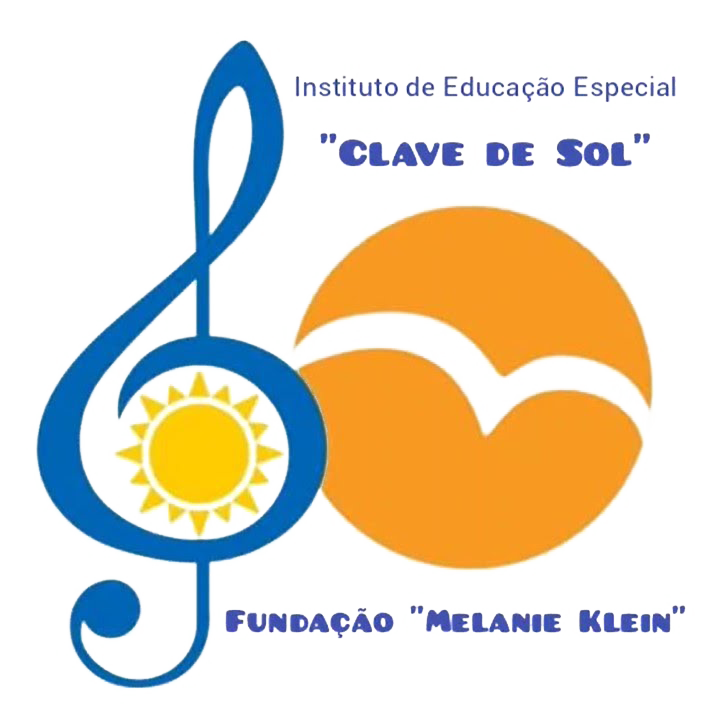 Instituto de Educação Especial
"Clave de Sol"
Fundação "Melanie Klein"